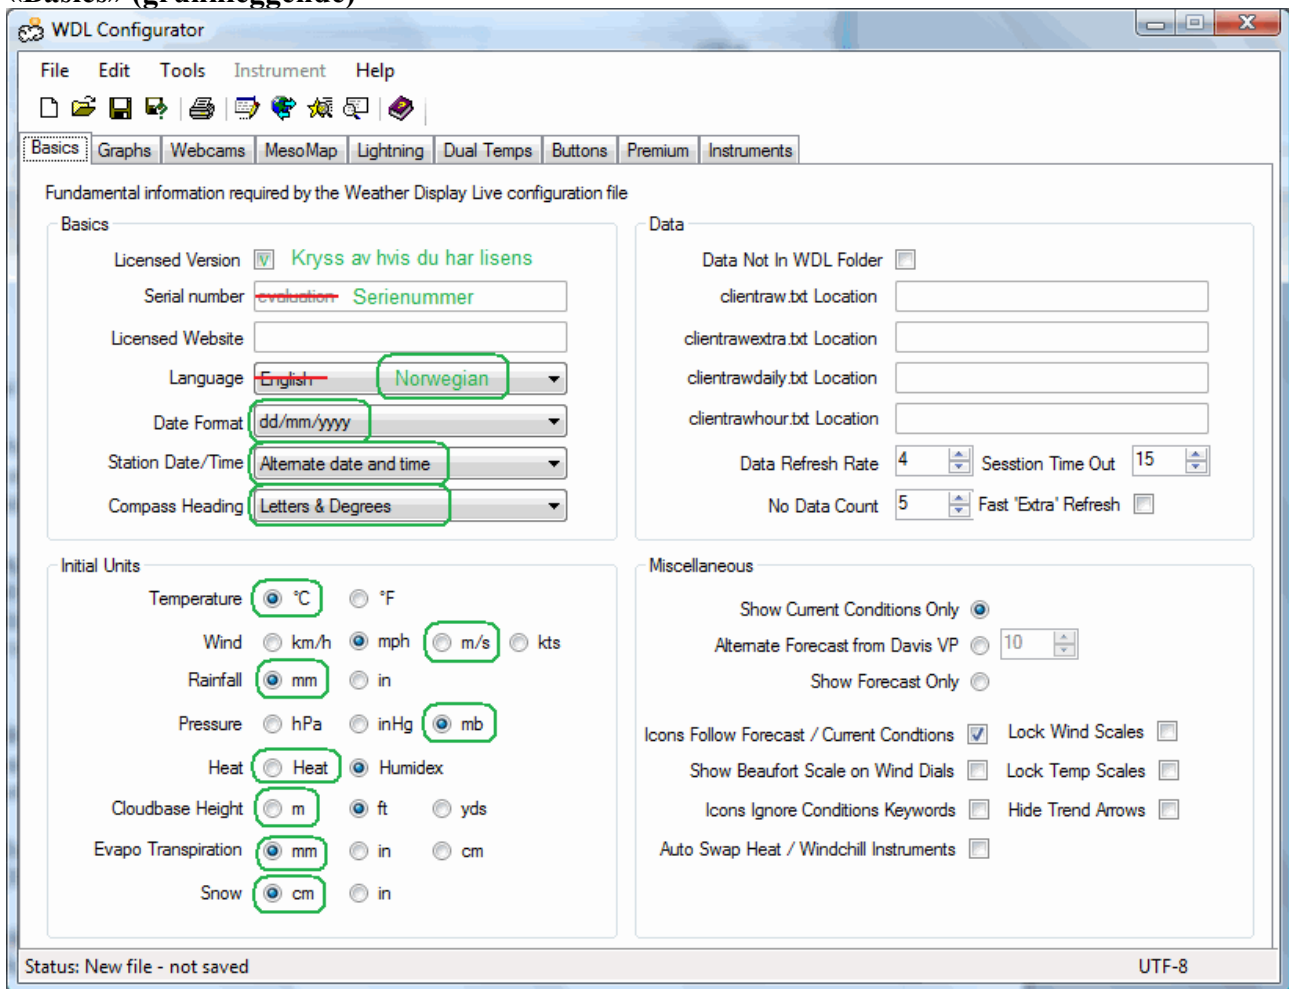 «Basics» (grunnleggende)
WDL Configurator
File Edit Tools Instrument Help
Basics Graphs Webcams MesoMap Lightning Dual Temps Buttons Premium Instruments
Fundamental information required by the Weather Display Live configuration file
Basics
Licensed Version Kryss av hvis du har lisens
Serial number evaluation Serienummer
Licensed Website
Language English Norwegian
Date Format dd/mm/yyyy
Station Date/Time Alternate date and time
Compass Heading Letters & Degrees
Data
Data Not In WDL Folder
clientraw.txt Location
clientrawextra.txt Location
clientrawdaily.txt Location
clientrawhour.txt Location
Data Refresh Rate 4 Sesstion Time Out 15
No Data Count 5 Fast 'Extra' Refresh
Initial Units
Temperature °C °F
Wind km/h mph m/s kts
Rainfall mm in
Pressure hPa inHg mb
Heat Heat Humidex
Cloudbase Height m ft yds
Evapo Transpiration mm in cm
Snow cm in
Miscellaneous
Show Current Conditions Only
Alternate Forecast from Davis VP 10
Show Forecast Only
Icons Follow Forecast / Current Condtions Lock Wind Scales
Show Beaufort Scale on Wind Dials Lock Temp Scales
Icons Ignore Conditions Keywords Hide Trend Arrows
Auto Swap Heat / Windchill Instruments
Status: New file - not saved UTF-8